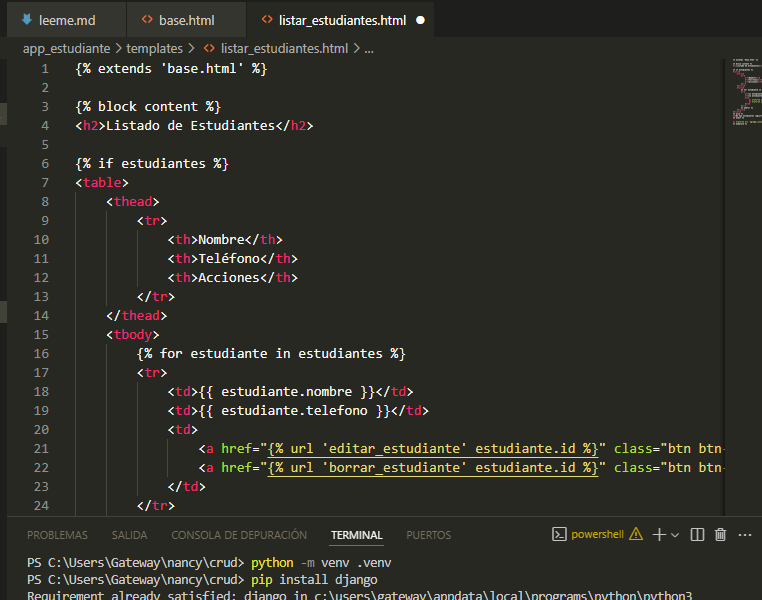 leeme.md
base.html
listar_estudiantes.html
app_estudiante > templates > listar_estudiantes.html > ...
1 {% extends 'base.html' %}
2
3 {% block content %}
4 <h2>Listado de Estudiantes</h2>
5
6 {% if estudiantes %}
7 <table>
8 <thead>
9 <tr>
10 <th>Nombre</th>
11 <th>Teléfono</th>
12 <th>Acciones</th>
13 </tr>
14 </thead>
15 <tbody>
16 {% for estudiante in estudiantes %}
17 <tr>
18 <td>{{ estudiante.nombre }}</td>
19 <td>{{ estudiante.telefono }}</td>
20 <td>
21 <a href="{% url 'editar_estudiante' estudiante.id %}" class="btn btn-
22 <a href="{% url 'borrar_estudiante' estudiante.id %}" class="btn btn-
23 </td>
24 </tr>
PROBLEMAS SALIDA CONSOLA DE DEPURACIÓN TERMINAL PUERTOS powershell
PS C:\Users\Gateway\nancy\crud> python -m venv .venv
PS C:\Users\Gateway\nancy\crud> pip install django
Requirement already satisfied: django in c:\users\gateway\appdata\local\programs\python\python3